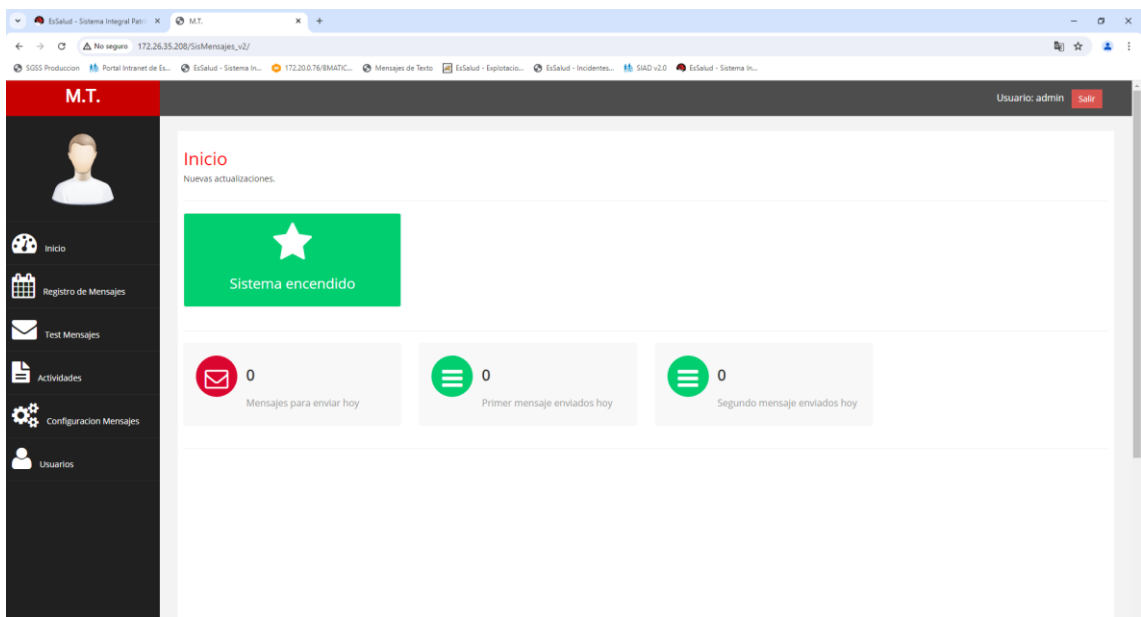 EsSalud - Sistema Integral Patri
M.T.
No seguro 172.26.35.208/SisMensajes_v2/
SGSS Produccion Portal Intranet de Es... EsSalud - Sistema In... 172.20.0.76/BMATIC... Mensajes de Texto EsSalud - Explotacio... EsSalud - Incidentes... SIAD v2.0 EsSalud - Sistema In...
M.T.
Usuario: admin Salir
Inicio
Registro de Mensajes
Test Mensajes
Actividades
Configuracion Mensajes
Usuarios
Inicio
Nuevas actualizaciones.
Sistema encendido
0
Mensajes para enviar hoy
0
Primer mensaje enviados hoy
0
Segundo mensaje enviados hoy